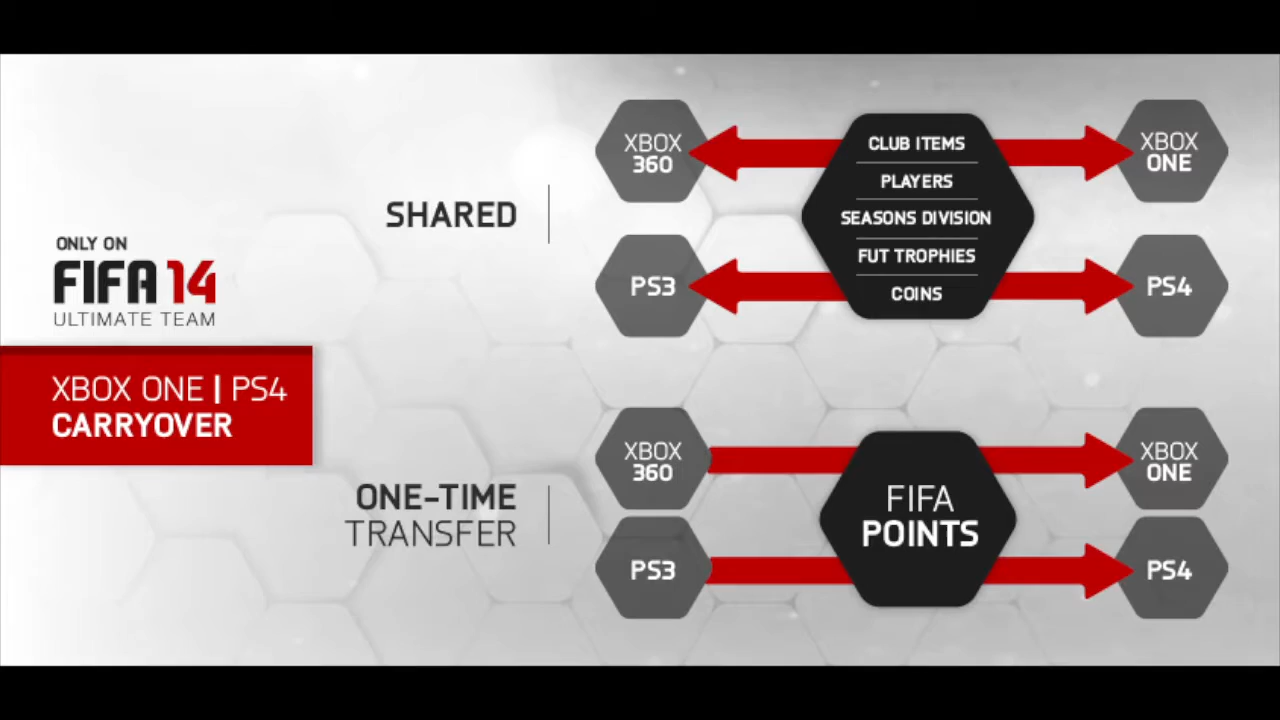 ONLY ON
FIFA 14
ULTIMATE TEAM
XBOX ONE | PS4
CARRYOVER
SHARED
XBOX
360
PS3
CLUB ITEMS
PLAYERS
SEASONS DIVISION
FUT TROPHIES
COINS
XBOX
ONE
PS4
ONE-TIME
TRANSFER
XBOX
360
PS3
FIFA
POINTS
XBOX
ONE
PS4